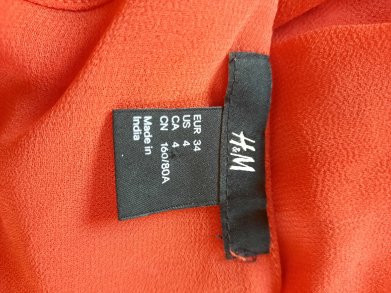 H&M
EUR 34
US 4
CA 4
CN 160/80A
Made in
India